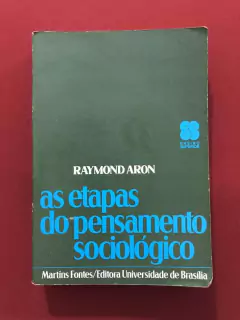 RAYMOND ARON
as etapas
do pensamento
sociológico
Martins Fontes/Editora Universidade de Brasília